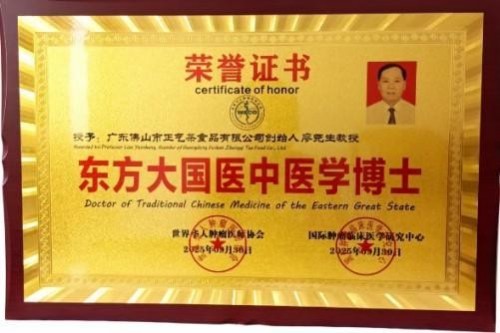 荣誉证书
certificate of honor
授予：广东佛山市正艺茶食品有限公司创始人廖宪生教授
东方大国医中医学博士
Doctor of Traditional Chinese Medicine of the Eastern Great State
世界华人肿瘤医师协会 国际肿瘤临床医学研究中心
2025年09月30日 2025年09月30日